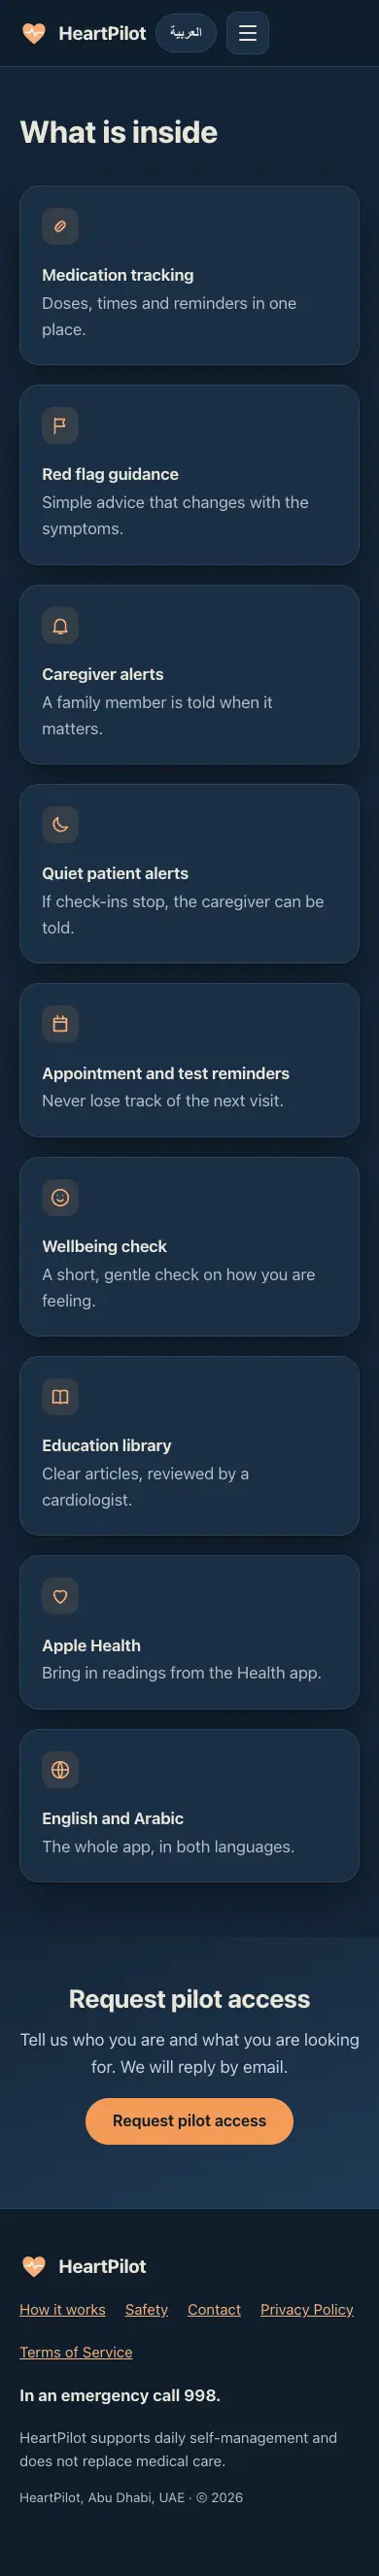 HeartPilot
العربية
What is inside
Medication tracking
Doses, times and reminders in one
place.
Red flag guidance
Simple advice that changes with the
symptoms.
Caregiver alerts
A family member is told when it
matters.
Quiet patient alerts
If check-ins stop, the caregiver can be
told.
Appointment and test reminders
Never lose track of the next visit.
Wellbeing check
A short, gentle check on how you are
feeling.
Education library
Clear articles, reviewed by a
cardiologist.
Apple Health
Bring in readings from the Health app.
English and Arabic
The whole app, in both languages.
Request pilot access
Tell us who you are and what you are looking
for. We will reply by email.
Request pilot access
HeartPilot
How it works Safety Contact Privacy Policy
Terms of Service
In an emergency call 998.
HeartPilot supports daily self-management and
does not replace medical care.
HeartPilot, Abu Dhabi, UAE · © 2026